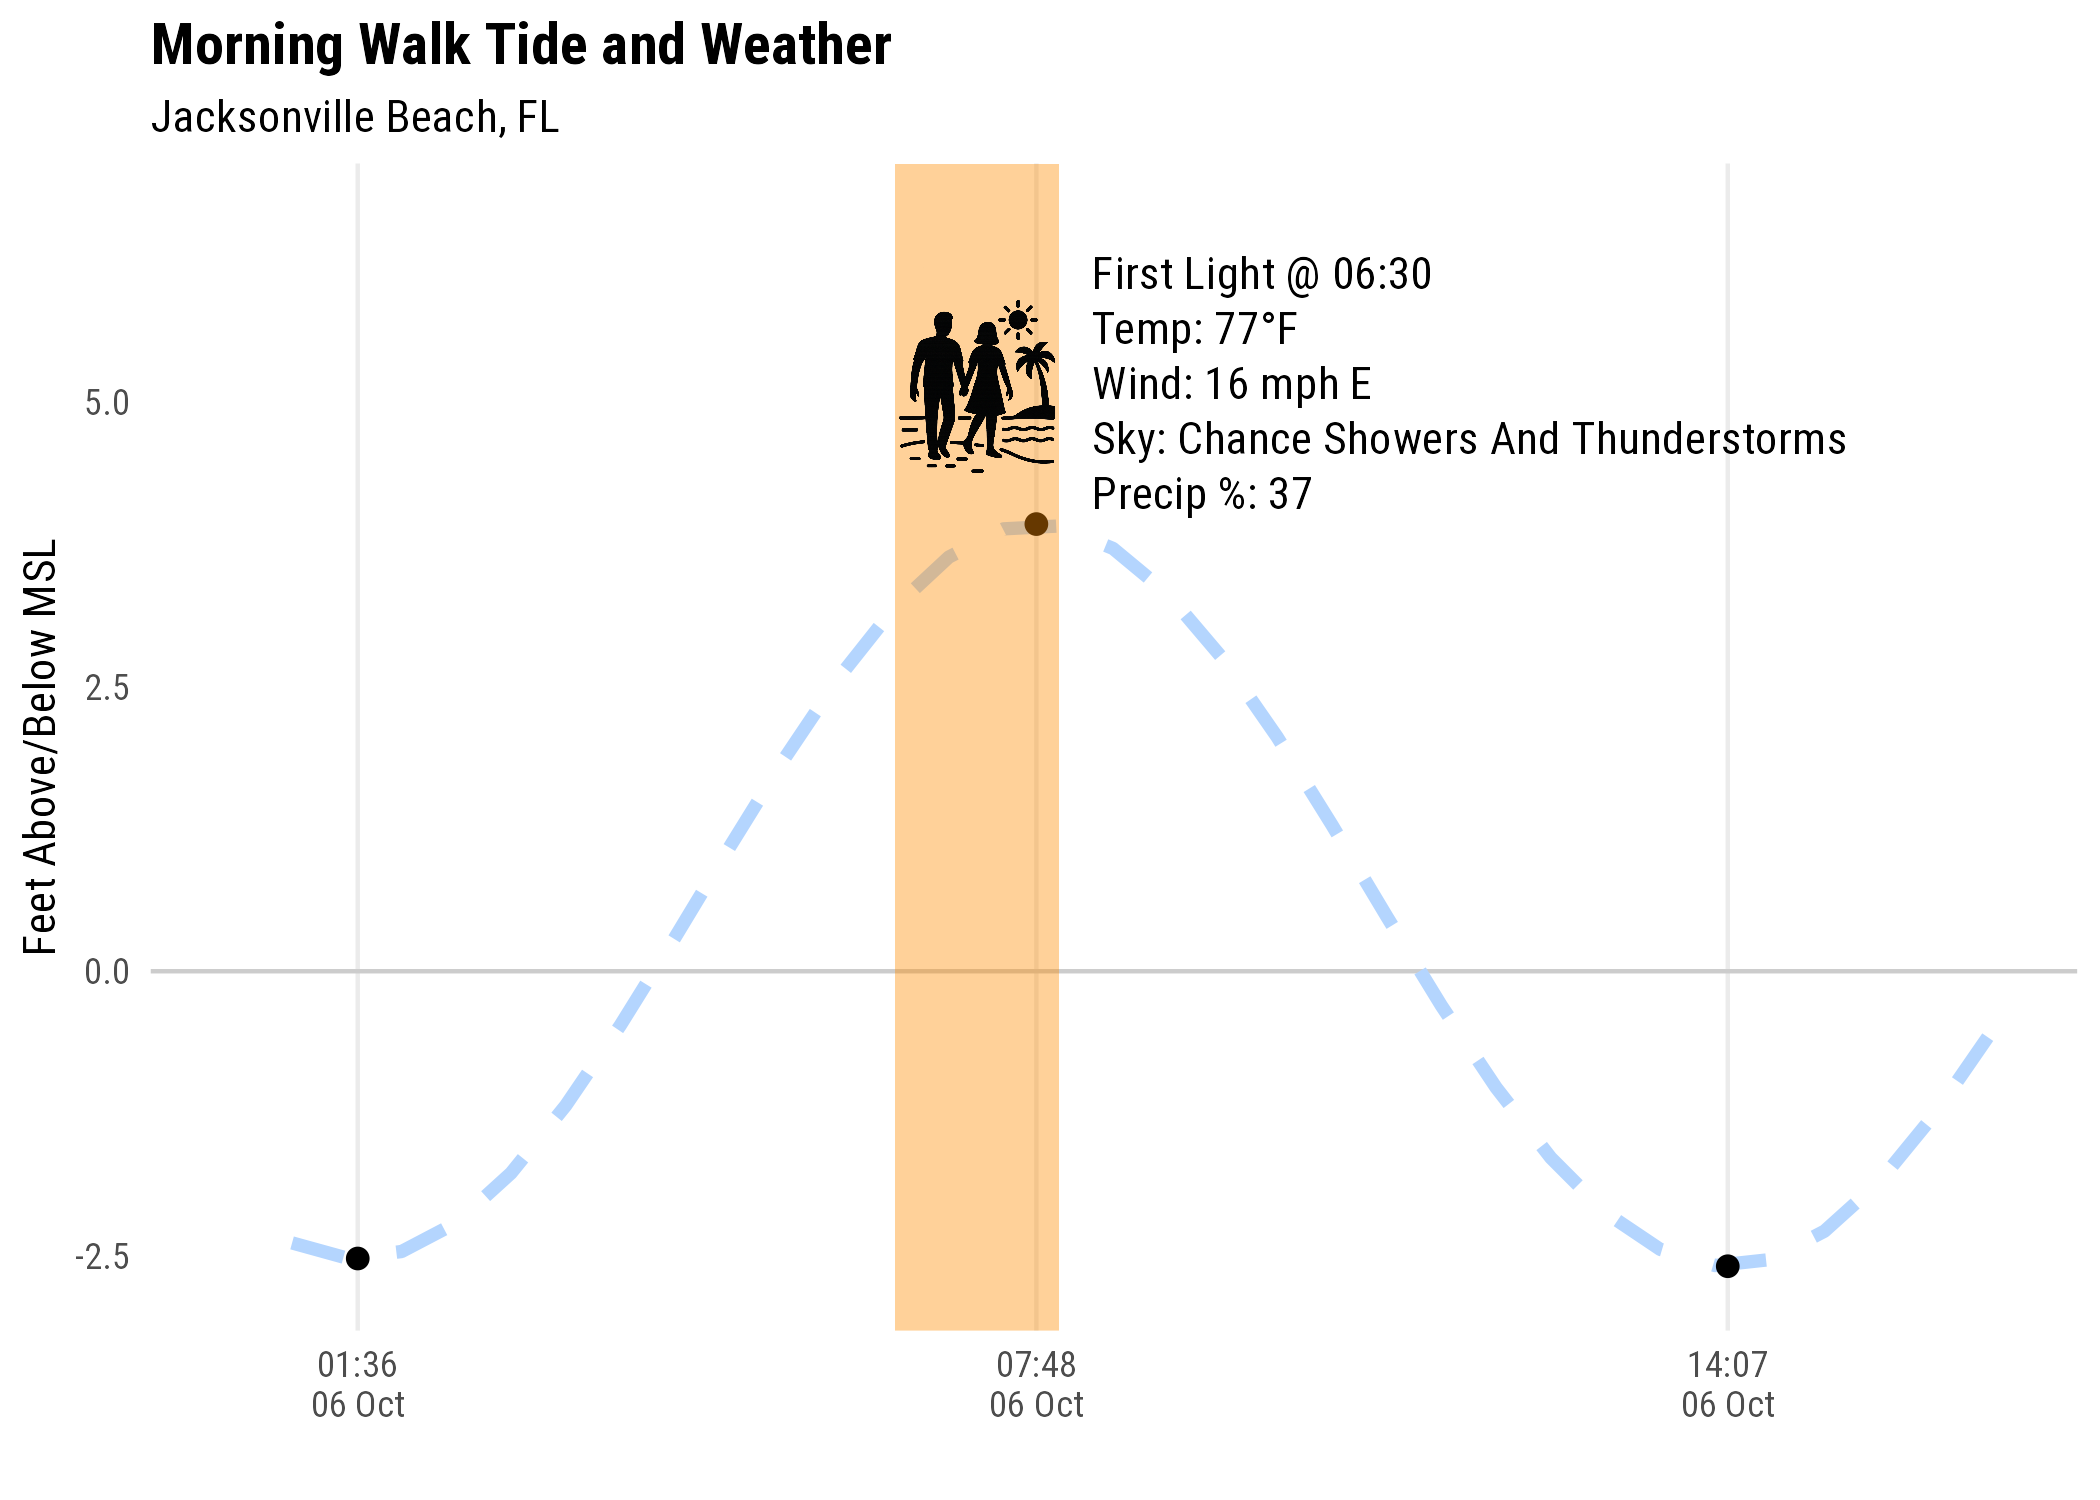 Morning Walk Tide and Weather
Jacksonville Beach, FL
First Light @ 06:30
Temp: 77°F
Wind: 16 mph E
Sky: Chance Showers And Thunderstorms
Precip %: 37
Feet Above/Below MSL
5.0
2.5
0.0
-2.5
01:36
06 Oct
07:48
06 Oct
14:07
06 Oct